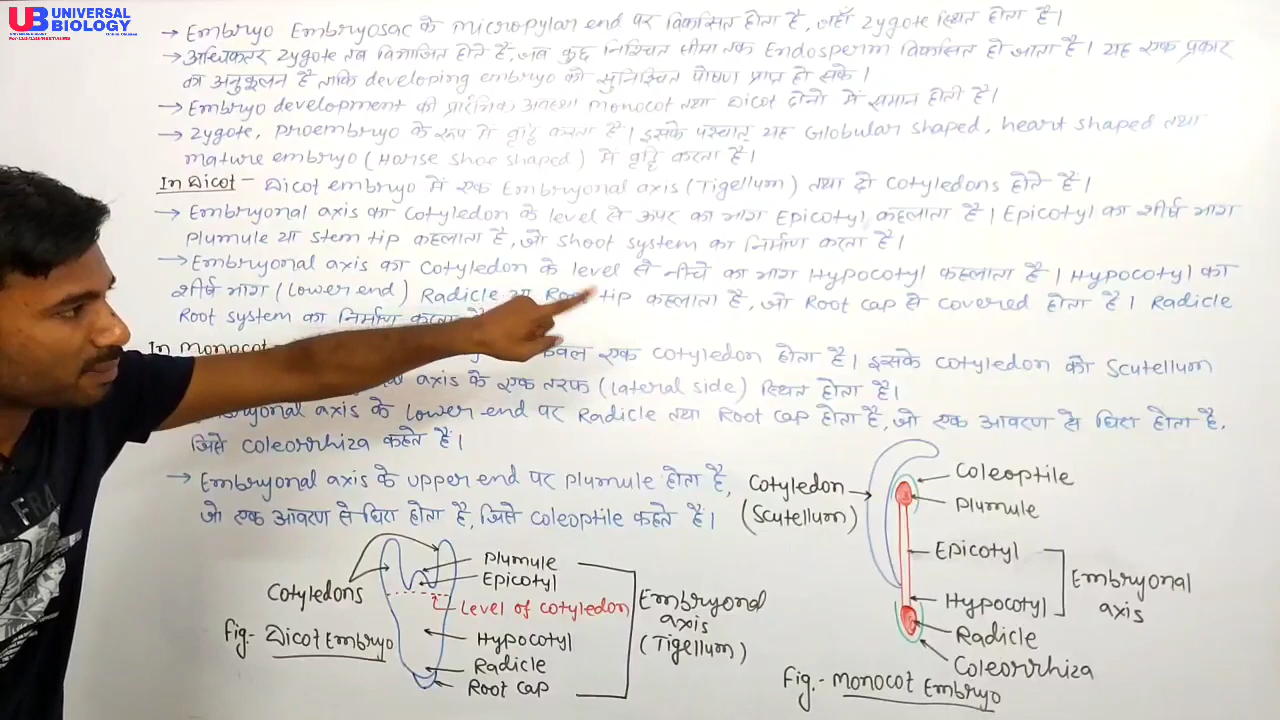 UB UNIVERSAL BIOLOGY
→ Embryo Embryosac के micropylar end पर विकसित होता है, जहाँ Zygote स्थित होता है।
→ अधिकतर Zygote तब विभाजित होते है, जब कुछ निश्चित सीमा तक Endosperm विकसित हो जाता है। यह एक प्रकार
का अनुकूलन है ताकि developing embryo को सुनिश्चित पोषण प्राप्त हो सके।
→ Embryo development की प्रारंभिक अवस्था monocot तथा Dicot दोनो में समान होती है।
→ Zygote, Proembryo के रूप में वृद्धि करता है। इसके पश्चात् यह Globular shaped, heart shaped तथा
mature embryo (Horse shoe shaped) में वृद्धि करता है।
In Dicot - Dicot embryo में एक Embryonal axis (Tigellum) तथा दो Cotyledons होते है।
→ Embryonal axis का Cotyledon के level से ऊपर का भाग Epicotyl कहलाता है। Epicotyl का शीर्ष भाग
Plumule या Stem tip कहलाता है, जो Shoot system का निर्माण करता है।
→ Embryonal axis का Cotyledon के level से नीचे का भाग Hypocotyl कहलाता है। Hypocotyl का
शीर्ष भाग (Lower end) Radicle या Root tip कहलाता है, जो Root cap से covered होता है। Radicle
Root system का निर्माण करता है
In Monocot केवल एक Cotyledon होता है। इसके Cotyledon को Scutellum
axis के एक तरफ (lateral side) स्थित होता है।
axis के Lower end पर Radicle तथा Root cap होता है, जो एक आवरण से घिरा होता है,
जिसे Coleorrhiza कहते है।
→ Embryonal axis के upper end पर plumule होता है,
जो एक आवरण से घिरा होता है, जिसे Coleoptile कहते है।
Cotyledons
Plumule
Epicotyl
Level of cotyledon
Hypocotyl
Radicle
Root cap
Embryonal
axis
(Tigellum)
Fig.- Dicot Embryo
Cotyledon
(Scutellum)
Coleoptile
Plumule
Epicotyl
Hypocotyl
Radicle
Coleorrhiza
Embryonal
axis
Fig.- Monocot Embryo